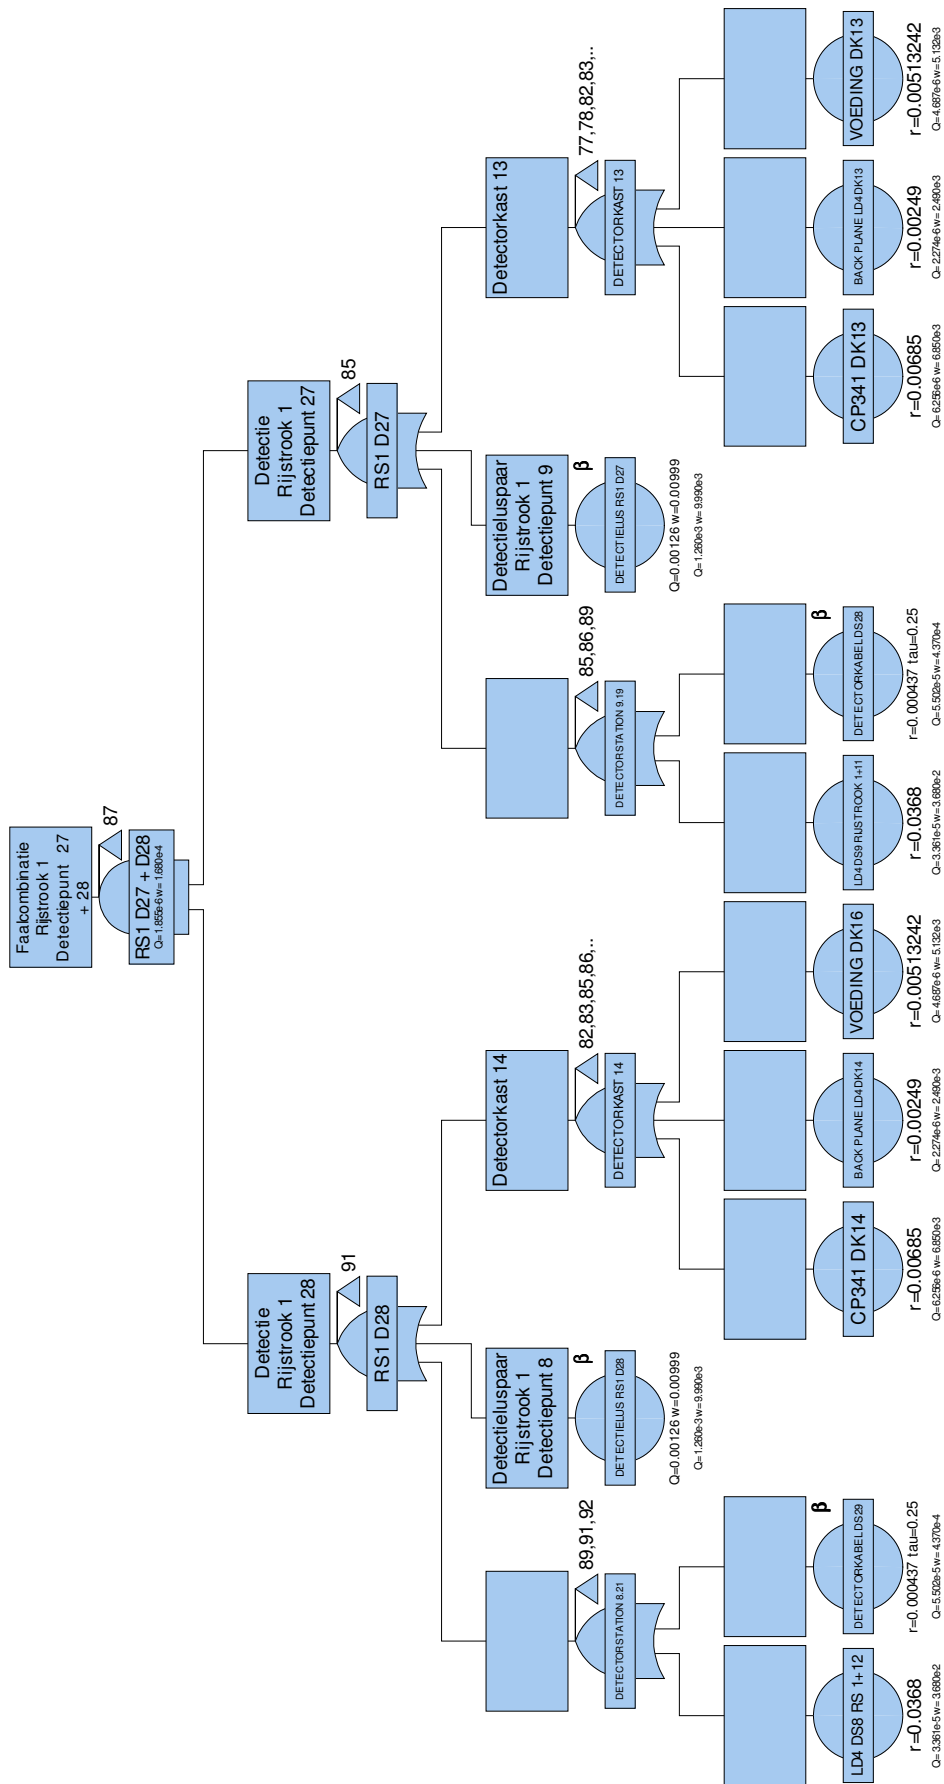 Faalcombinatie
Rijstrook 1
Detectiepunt 27
+ 28
87
RS1 D27 + D28
Q=1.855e-6 w=1.680e-4
Detectie
Rijstrook 1
Detectiepunt 28
91
RS1 D28
Detectie
Rijstrook 1
Detectiepunt 27
85
RS1 D27
89,91,92
DETECTORSTATION 8.21
Detectieluspaar
Rijstrook 1
Detectiepunt 8
β
DETECTIELUS RS1 D28
Q=0.00126 w=0.00999
Q=1.260e-3 w=9.990e-3
Detectorkast 14
82,83,85,86,..
DETECTORKAST 14
85,86,89
DETECTORSTATION 9.19
Detectieluspaar
Rijstrook 1
Detectiepunt 9
β
DETECTIELUS RS1 D27
Q=0.00126 w=0.00999
Q=1.260e-3 w=9.990e-3
Detectorkast 13
77,78,82,83,..
DETECTORKAST 13
LD4 DS8 RS 1+12
r=0.0368
Q=3.361e-5 w=3.680e-2
β
DETECTORKABEL DS29
r=0.000437 tau=0.25
Q=5.502e-5 w=4.370e-4
CP341 DK14
r=0.00685
Q=6.256e-6 w=6.850e-3
BACK PLANE LD4 DK14
r=0.00249
Q=2.274e-6 w=2.490e-3
VOEDING DK16
r=0.00513242
Q=4.687e-6 w=5.132e-3
LD4 DS9 RIJSTROOK 1+11
r=0.0368
Q=3.361e-5 w=3.680e-2
β
DETECTORKABEL DS28
r=0.000437 tau=0.25
Q=5.502e-5 w=4.370e-4
CP341 DK13
r=0.00685
Q=6.256e-6 w=6.850e-3
BACK PLANE LD4 DK13
r=0.00249
Q=2.274e-6 w=2.490e-3
VOEDING DK13
r=0.00513242
Q=4.687e-6 w=5.132e-3